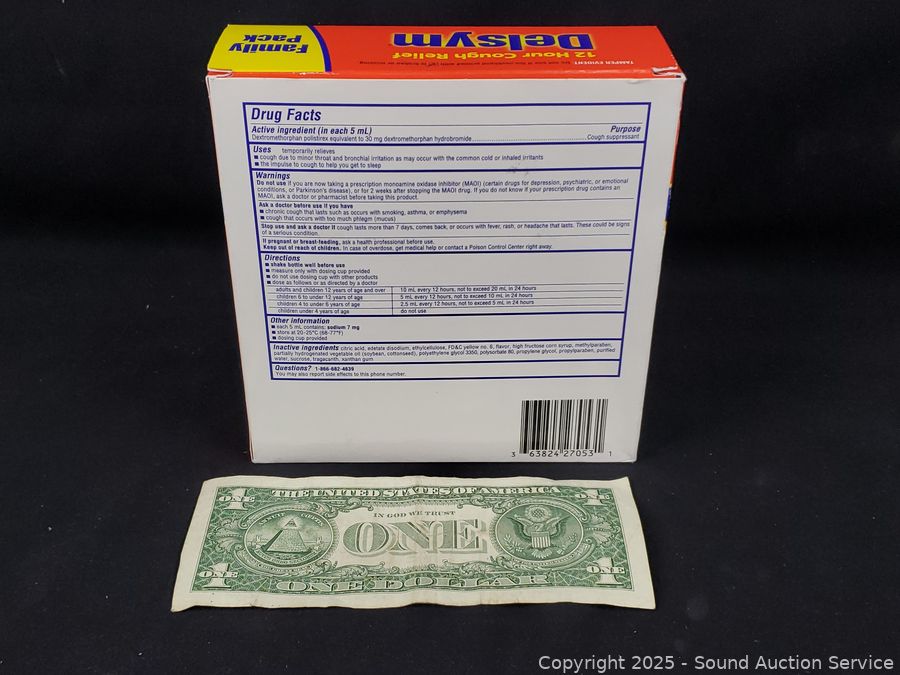 Family
Pack
Delsym
12 Hour Cough Relief
TAMPER EVIDENT
Drug Facts
Active ingredient (in each 5 mL) Purpose
Dextromethorphan polistirex equivalent to 30 mg dextromethorphan hydrobromide Cough suppressant
Uses temporarily relieves
■ cough due to minor throat and bronchial irritation as may occur with the common cold or inhaled irritants
■ the impulse to cough to help you get to sleep
Warnings
Do not use if you are now taking a prescription monoamine oxidase inhibitor (MAOI) (certain drugs for depression, psychiatric, or emotional
conditions, or Parkinson's disease), or for 2 weeks after stopping the MAOI drug. If you do not know if your prescription drug contains an
MAOI, ask a doctor or pharmacist before taking this product.
Ask a doctor before use if you have
■ chronic cough that lasts such as occurs with smoking, asthma, or emphysema
■ cough that occurs with too much phlegm (mucus)
Stop use and ask a doctor if cough lasts more than 7 days, comes back, or occurs with fever, rash, or headache that lasts. These could be signs
of a serious condition.
If pregnant or breast-feeding, ask a health professional before use.
Keep out of reach of children. In case of overdose, get medical help or contact a Poison Control Center right away.
Directions
■ shake bottle well before use
■ measure only with dosing cup provided
■ do not use dosing cup with other products
■ dose as follows or as directed by a doctor
adults and children 12 years of age and over 10 mL every 12 hours, not to exceed 20 mL in 24 hours
children 6 to under 12 years of age 5 mL every 12 hours, not to exceed 10 mL in 24 hours
children 4 to under 6 years of age 2.5 mL every 12 hours, not to exceed 5 mL in 24 hours
children under 4 years of age do not use
Other information
■ each 5 mL contains: sodium 7 mg
■ store at 20-25°C (68-77°F)
■ dosing cup provided
Inactive ingredients citric acid, edetate disodium, ethylcellulose, FD&C yellow no. 6, flavor, high fructose corn syrup, methylparaben,
partially hydrogenated vegetable oil (soybean, cottonseed), polyethylene glycol 3350, polysorbate 80, propylene glycol, propylparaben, purified
water, sucrose, tragacanth, xanthan gum
Questions? 1-866-682-4639
You may also report side effects to this phone number.
3 63824 27053 1
THE UNITED STATES OF AMERICA
ONE ONE
IN GOD WE TRUST
ONE
ONE ONE
ONE DOLLAR
Copyright 2025 - Sound Auction Service